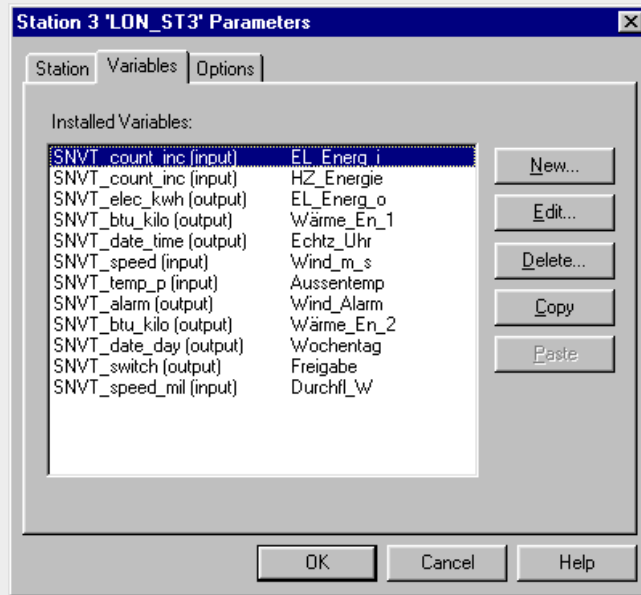 Station 3 'LON_ST3' Parameters
Station Variables Options
Installed Variables:
SNVT_count_inc (input) EL_Energ_i
SNVT_count_inc (input) HZ_Energie
SNVT_elec_kwh (output) EL_Energ_o
SNVT_btu_kilo (output) Wärme_En_1
SNVT_date_time (output) Echtz_Uhr
SNVT_speed (input) Wind_m_s
SNVT_temp_p (input) Aussentemp
SNVT_alarm (output) Wind_Alarm
SNVT_btu_kilo (output) Wärme_En_2
SNVT_date_day (output) Wochentag
SNVT_switch (output) Freigabe
SNVT_speed_mil (input) Durchfl_W
New...
Edit...
Delete...
Copy
Paste
OK Cancel Help